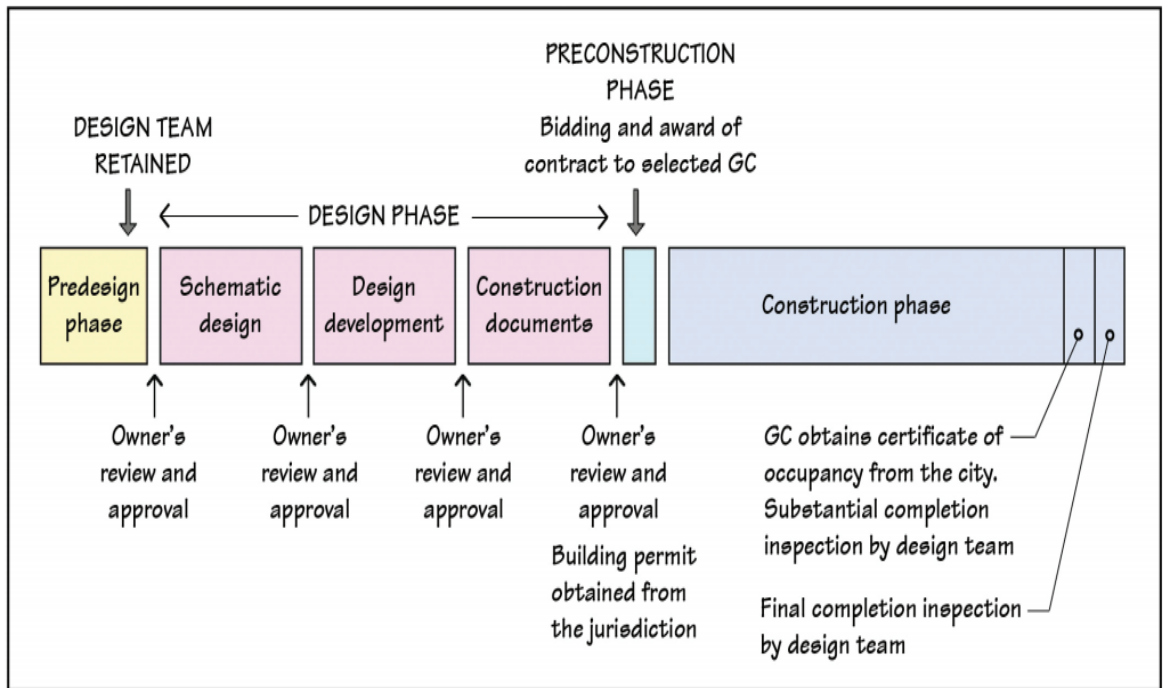 PRECONSTRUCTION
PHASE
Bidding and award of
contract to selected GC
DESIGN TEAM
RETAINED
DESIGN PHASE
Predesign
phase
Schematic
design
Design
development
Construction
documents
Construction phase
Owner's
review and
approval
Owner's
review and
approval
Owner's
review and
approval
Owner's
review and
approval
Building permit
obtained from
the jurisdiction
GC obtains certificate of
occupancy from the city.
Substantial completion
inspection by design team
Final completion inspection
by design team